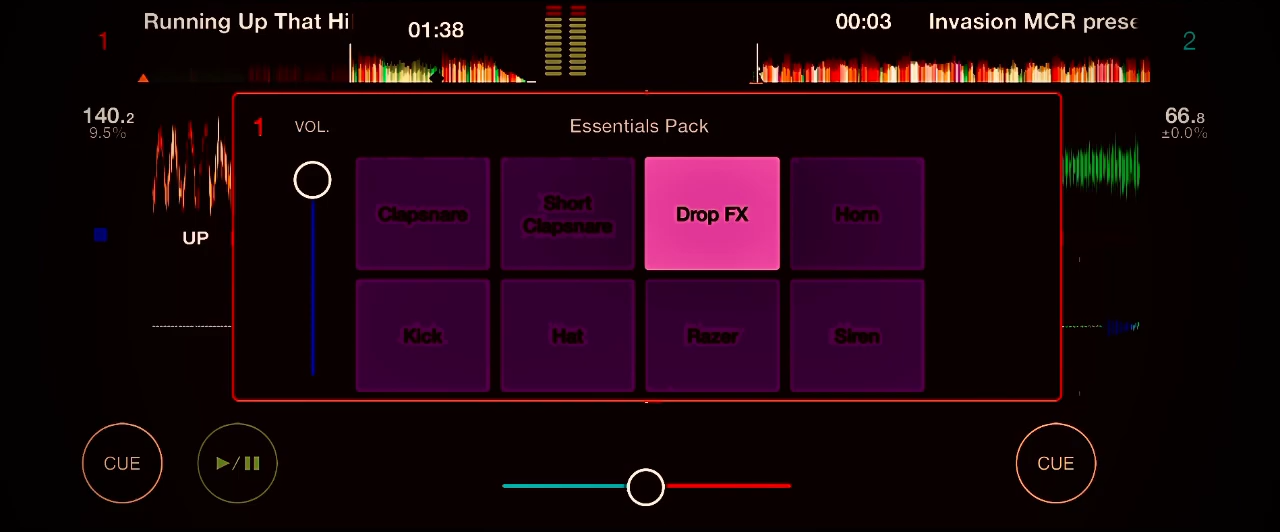 Running Up That Hi
01:38
00:03
Invasion MCR prese
1
2
140.2
9.5%
66.8
±0.0%
1
VOL.
Essentials Pack
Clapsnare
Short
Clapsnare
Drop FX
Horn
UP
Kick
Hat
Razer
Siren
CUE
CUE